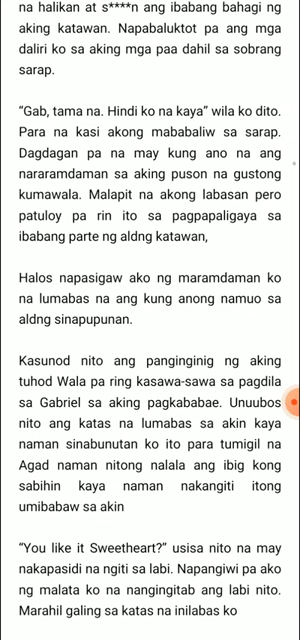 na halikan at s****n ang ibabang bahagi ng
aking katawan. Napabaluktot pa ang mga
daliri ko sa aking mga paa dahil sa sobrang
sarap.
“Gab, tama na. Hindi ko na kaya” wila ko dito.
Para na kasi akong mababaliw sa sarap.
Dagdagan pa na may kung ano na ang
nararamdaman sa aking puson na gustong
kumawala. Malapit na akong labasan pero
patuloy pa rin ito sa pagpapaligaya sa
ibabang parte ng aldng katawan,
Halos napasigaw ako ng maramdaman ko
na lumabas na ang kung anong namuo sa
aldng sinapupunan.
Kasunod nito ang panginginig ng aking
tuhod Wala pa ring kasawa-sawa sa pagdila
sa Gabriel sa aking pagkababae. Unuubos
nito ang katas na lumabas sa akin kaya
naman sinabunutan ko ito para tumigil na
Agad naman nitong nalala ang ibig kong
sabihin kaya naman nakangiti itong
umibabaw sa akin
“You like it Sweetheart?” usisa nito na may
nakapasidi na ngiti sa labi. Napangiwi pa ako
ng malata ko na nangingitab ang labi nito.
Marahil galing sa katas na inilabas ko